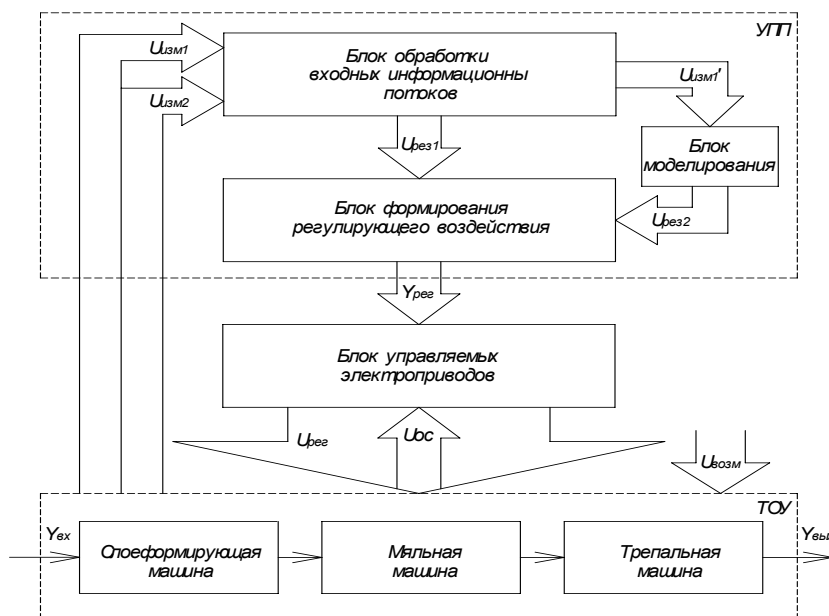 УПП
Uизм1
Блок обработки
входных информационны
потоков
Uизм1'
Uизм2
Uрез1
Блок
моделирования
Блок формирования
регулирующего воздействия
Uрез2
Yрег
Блок управляемых
электроприводов
Uрег
Uос
Uвозм
ТОУ
Yвх
Слоеформирующая
машина
Мяльная
машина
Трепальная
машина
Yвы